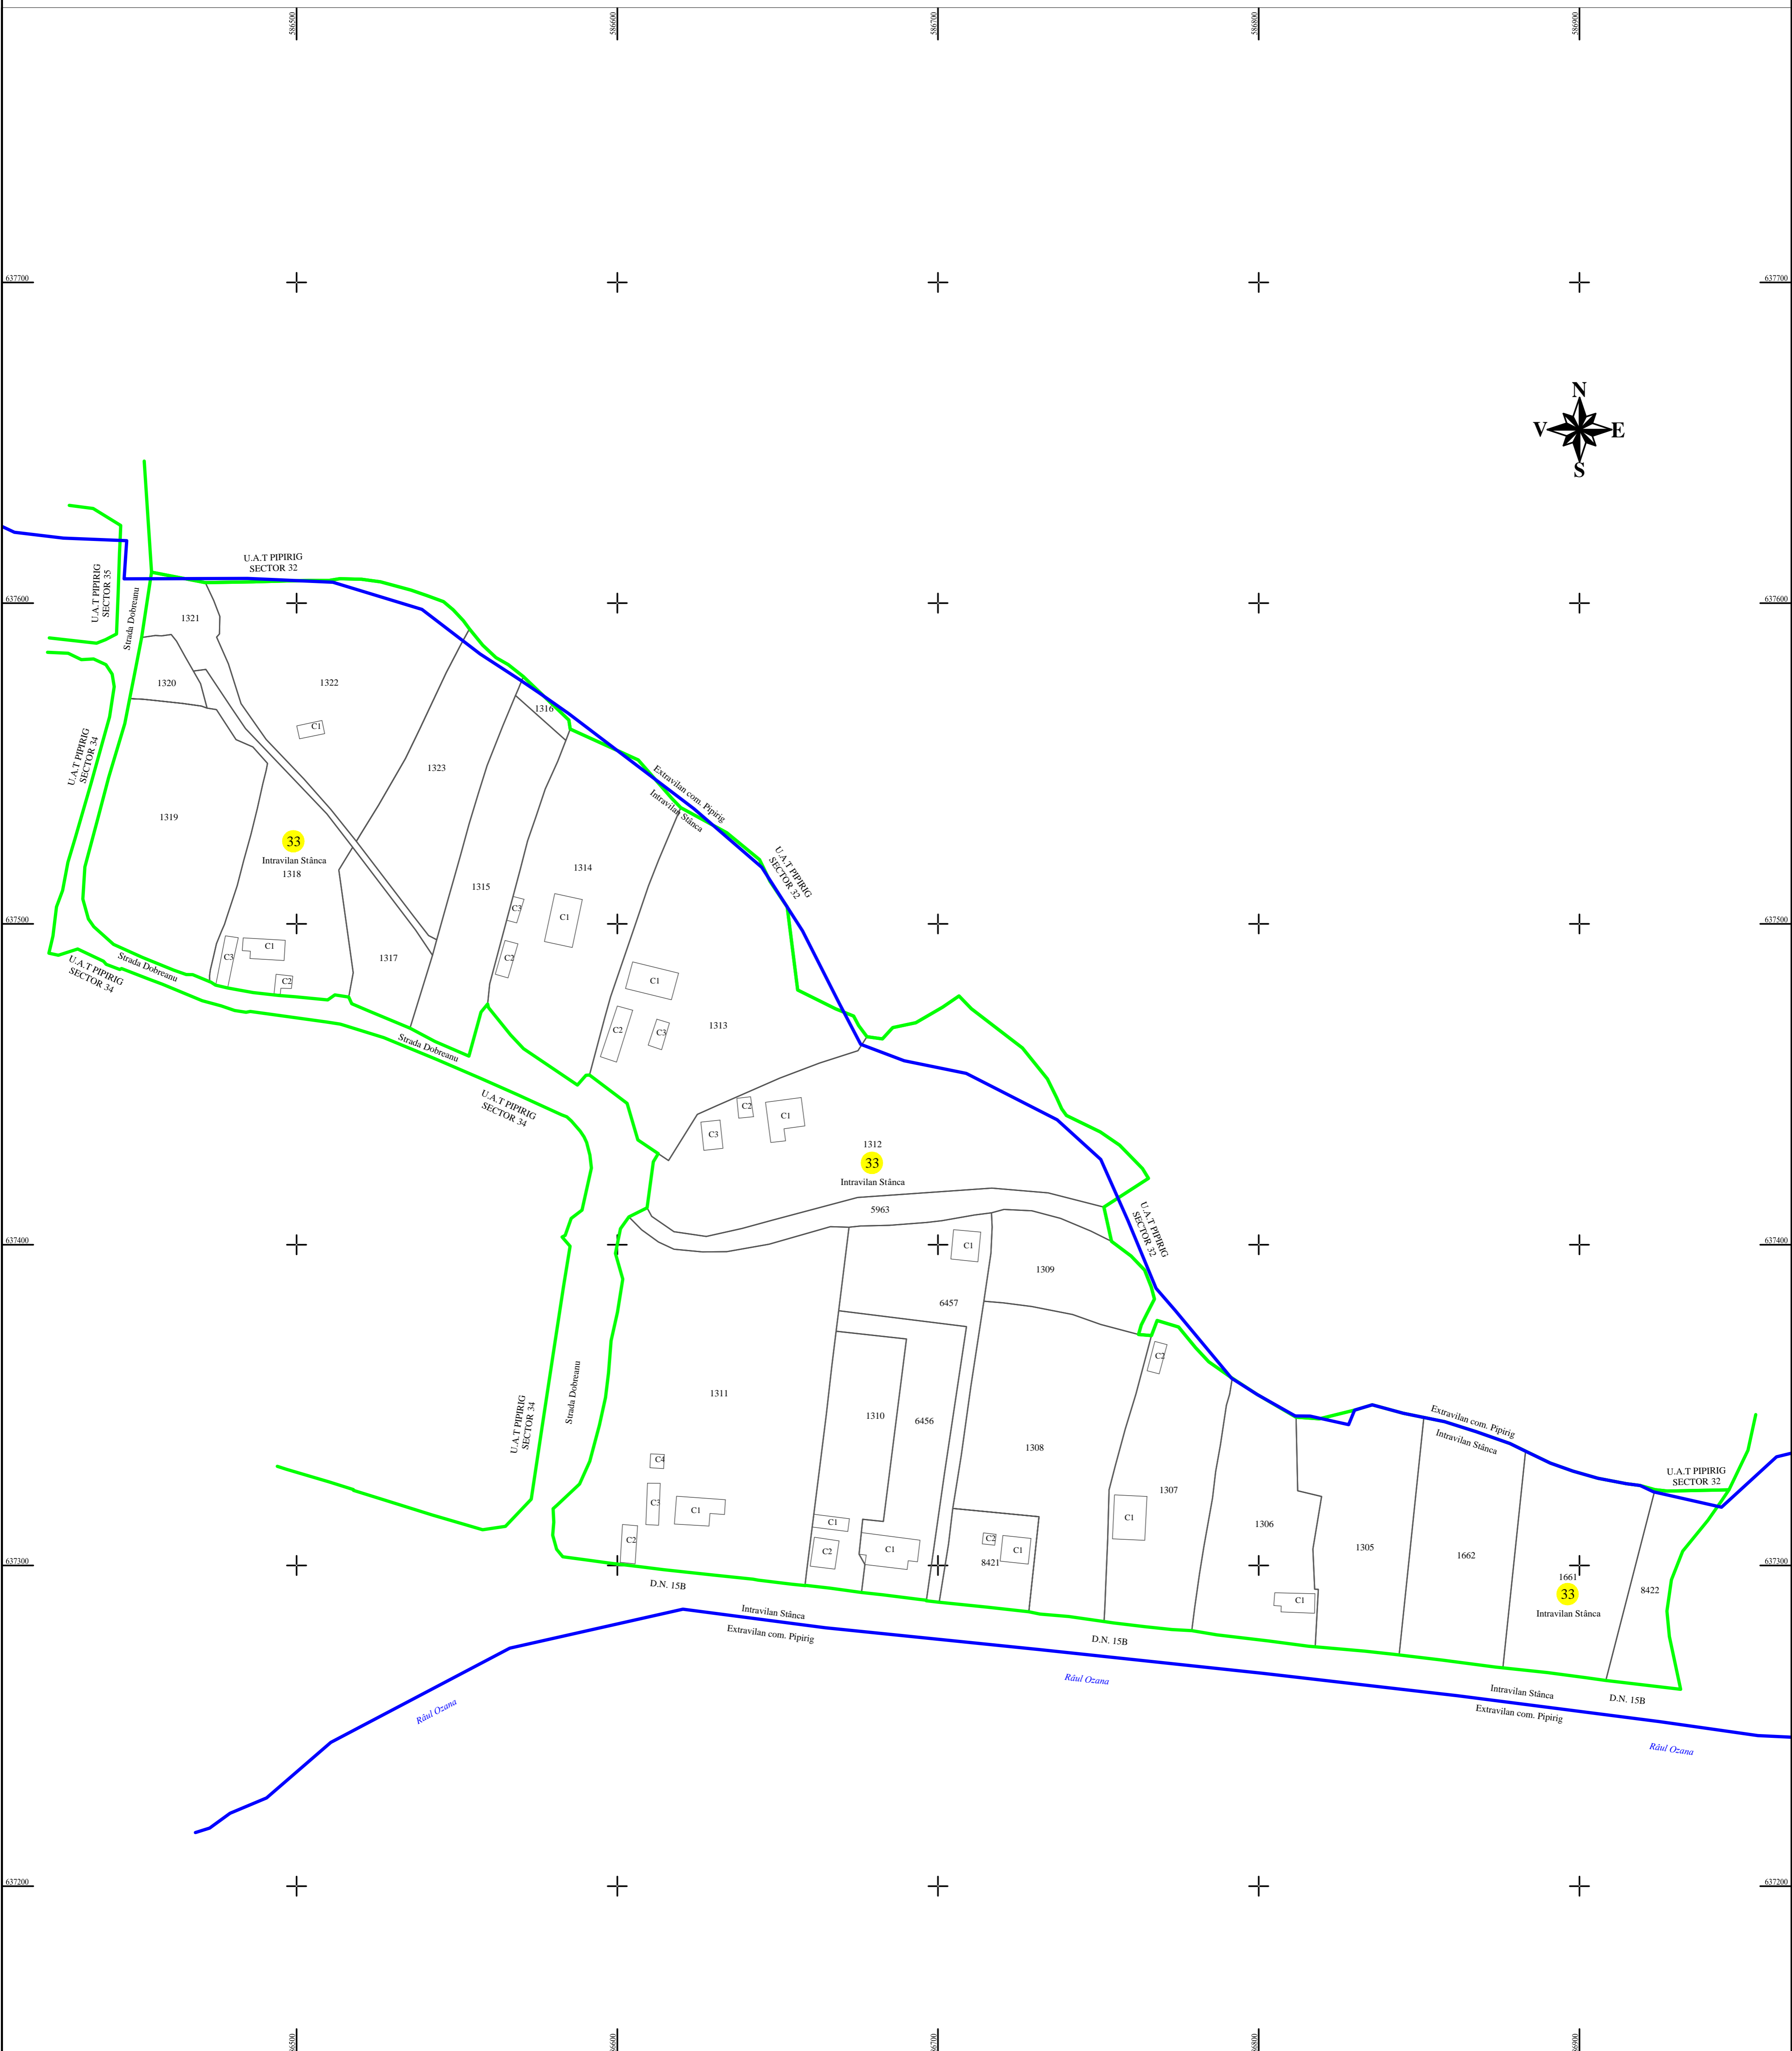 586500
586600
586700
586800
586900
637700
637700
N
V E
S
U.A.T PIPIRIG
SECTOR 32
U.A.T PIPIRIG
SECTOR 35
Strada Dobreanu
637600
637600
1321
1320
1322
C1
1316
U.A.T PIPIRIG
SECTOR 34
1323
Extravilan com. Pipirig
Intravilan Stânca
1319
33
Intravilan Stânca
1318
U.A.T PIPIRIG
SECTOR 32
1315
1314
C3
C1
637500
637500
C1
C3
C2
C2
1317
Strada Dobreanu
U.A.T PIPIRIG
SECTOR 34
C1
C2
C3
1313
Strada Dobreanu
U.A.T PIPIRIG
SECTOR 34
C2
C1
C3
1312
33
Intravilan Stânca
5963
U.A.T PIPIRIG
SECTOR 32
637400
637400
C1
1309
6457
C2
1311
U.A.T PIPIRIG
SECTOR 34
Strada Dobreanu
1310
6456
Extravilan com. Pipirig
Intravilan Stânca
1308
C4
U.A.T PIPIRIG
SECTOR 32
1307
C3
C1
C1
C1
1306
C2
C2
C1
C2
C1
8421
1305
1662
637300
637300
1661
33
Intravilan Stânca
8422
C1
D.N. 15B
Intravilan Stânca
Extravilan com. Pipirig
D.N. 15B
Râul Ozana
Râul Ozana
Intravilan Stânca
D.N. 15B
Extravilan com. Pipirig
Râul Ozana
637200
637200
86500
86600
86700
86800
86900